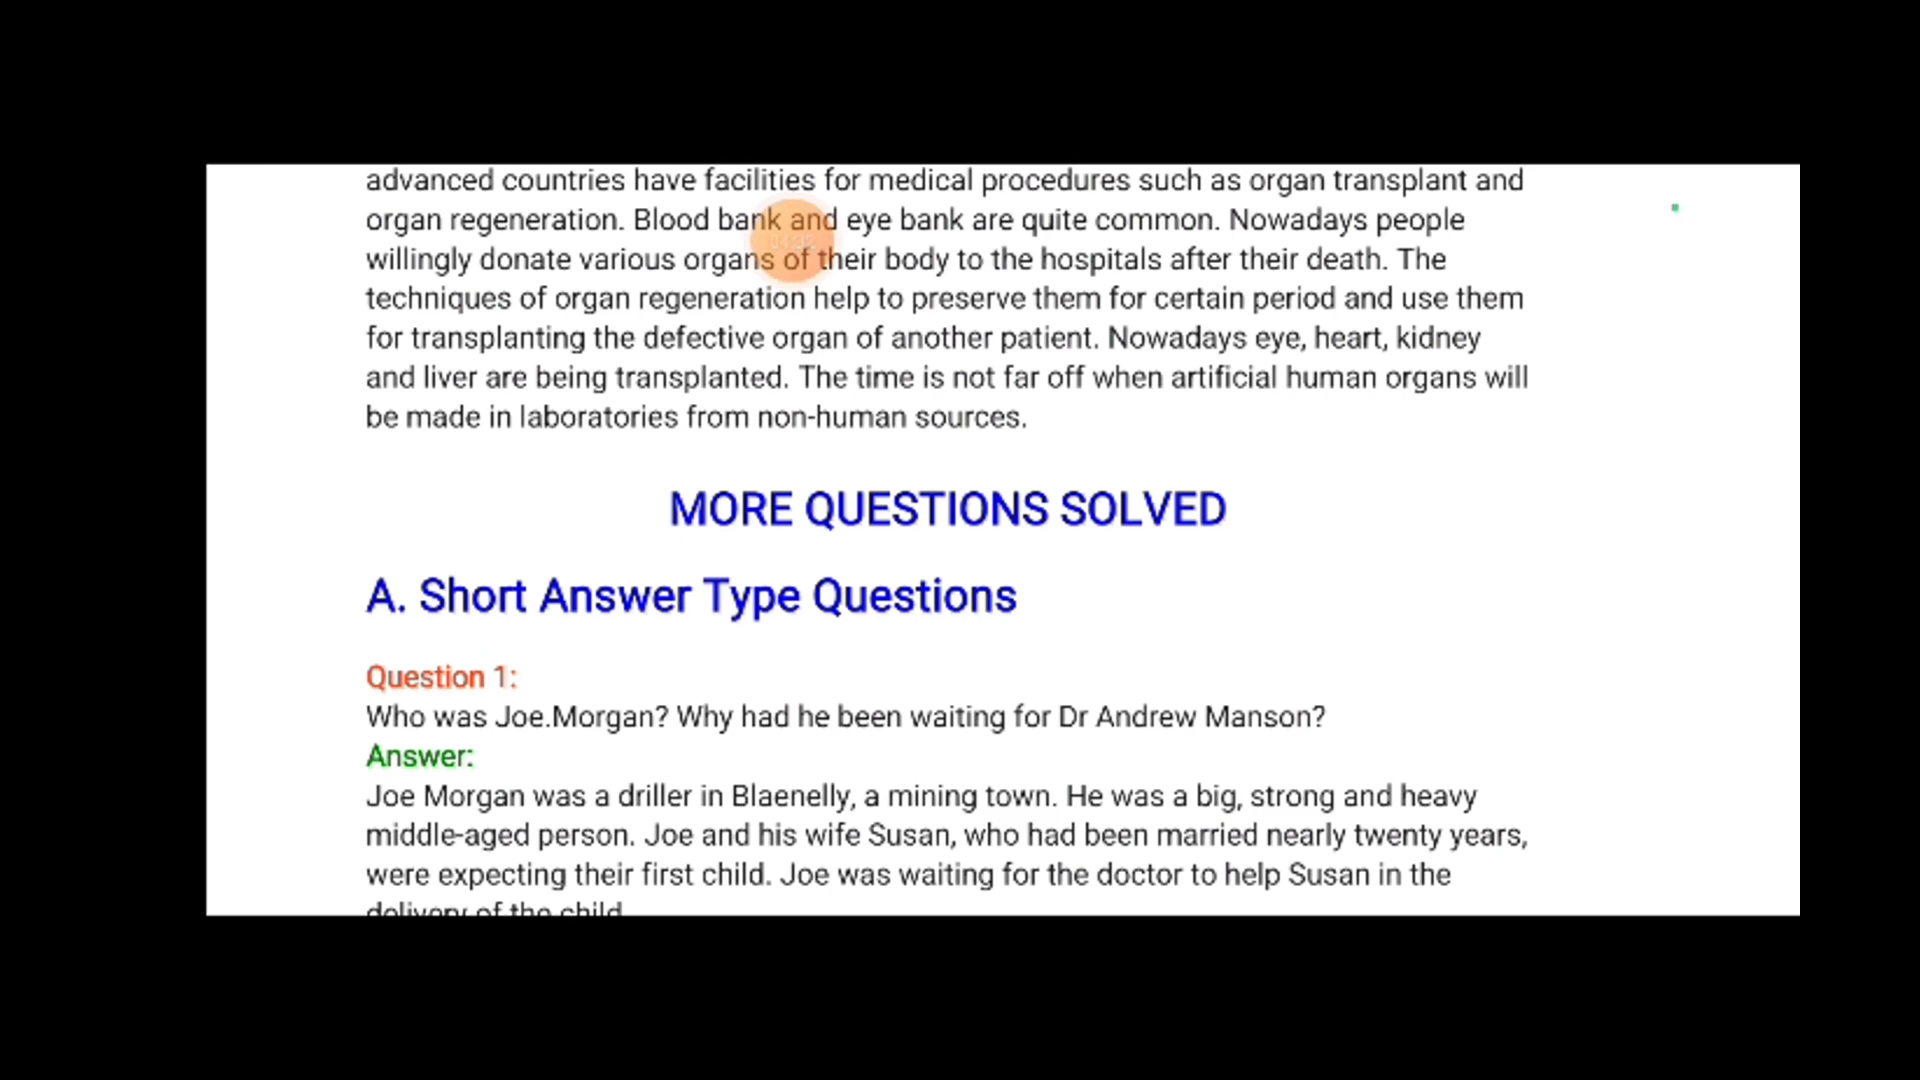 advanced countries have facilities for medical procedures such as organ transplant and
organ regeneration. Blood bank and eye bank are quite common. Nowadays people
willingly donate various organs of their body to the hospitals after their death. The
techniques of organ regeneration help to preserve them for certain period and use them
for transplanting the defective organ of another patient. Nowadays eye, heart, kidney
and liver are being transplanted. The time is not far off when artificial human organs will
be made in laboratories from non-human sources.
MORE QUESTIONS SOLVED
A. Short Answer Type Questions
Question 1:
Who was Joe.Morgan? Why had he been waiting for Dr Andrew Manson?
Answer:
Joe Morgan was a driller in Blaenelly, a mining town. He was a big, strong and heavy
middle-aged person. Joe and his wife Susan, who had been married nearly twenty years,
were expecting their first child. Joe was waiting for the doctor to help Susan in the
delivery of the child